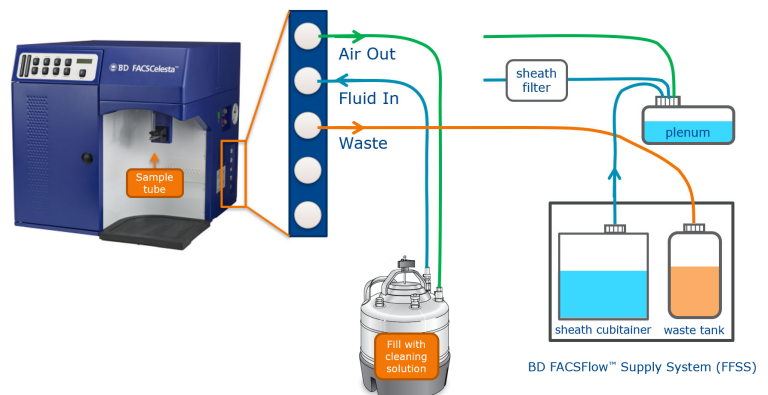 BD FACSCelesta™
Sample
tube
Air Out
Fluid In
Waste
sheath
filter
plenum
Fill with
cleaning
solution
sheath cubitainer
waste tank
BD FACSFlow™ Supply System (FFSS)